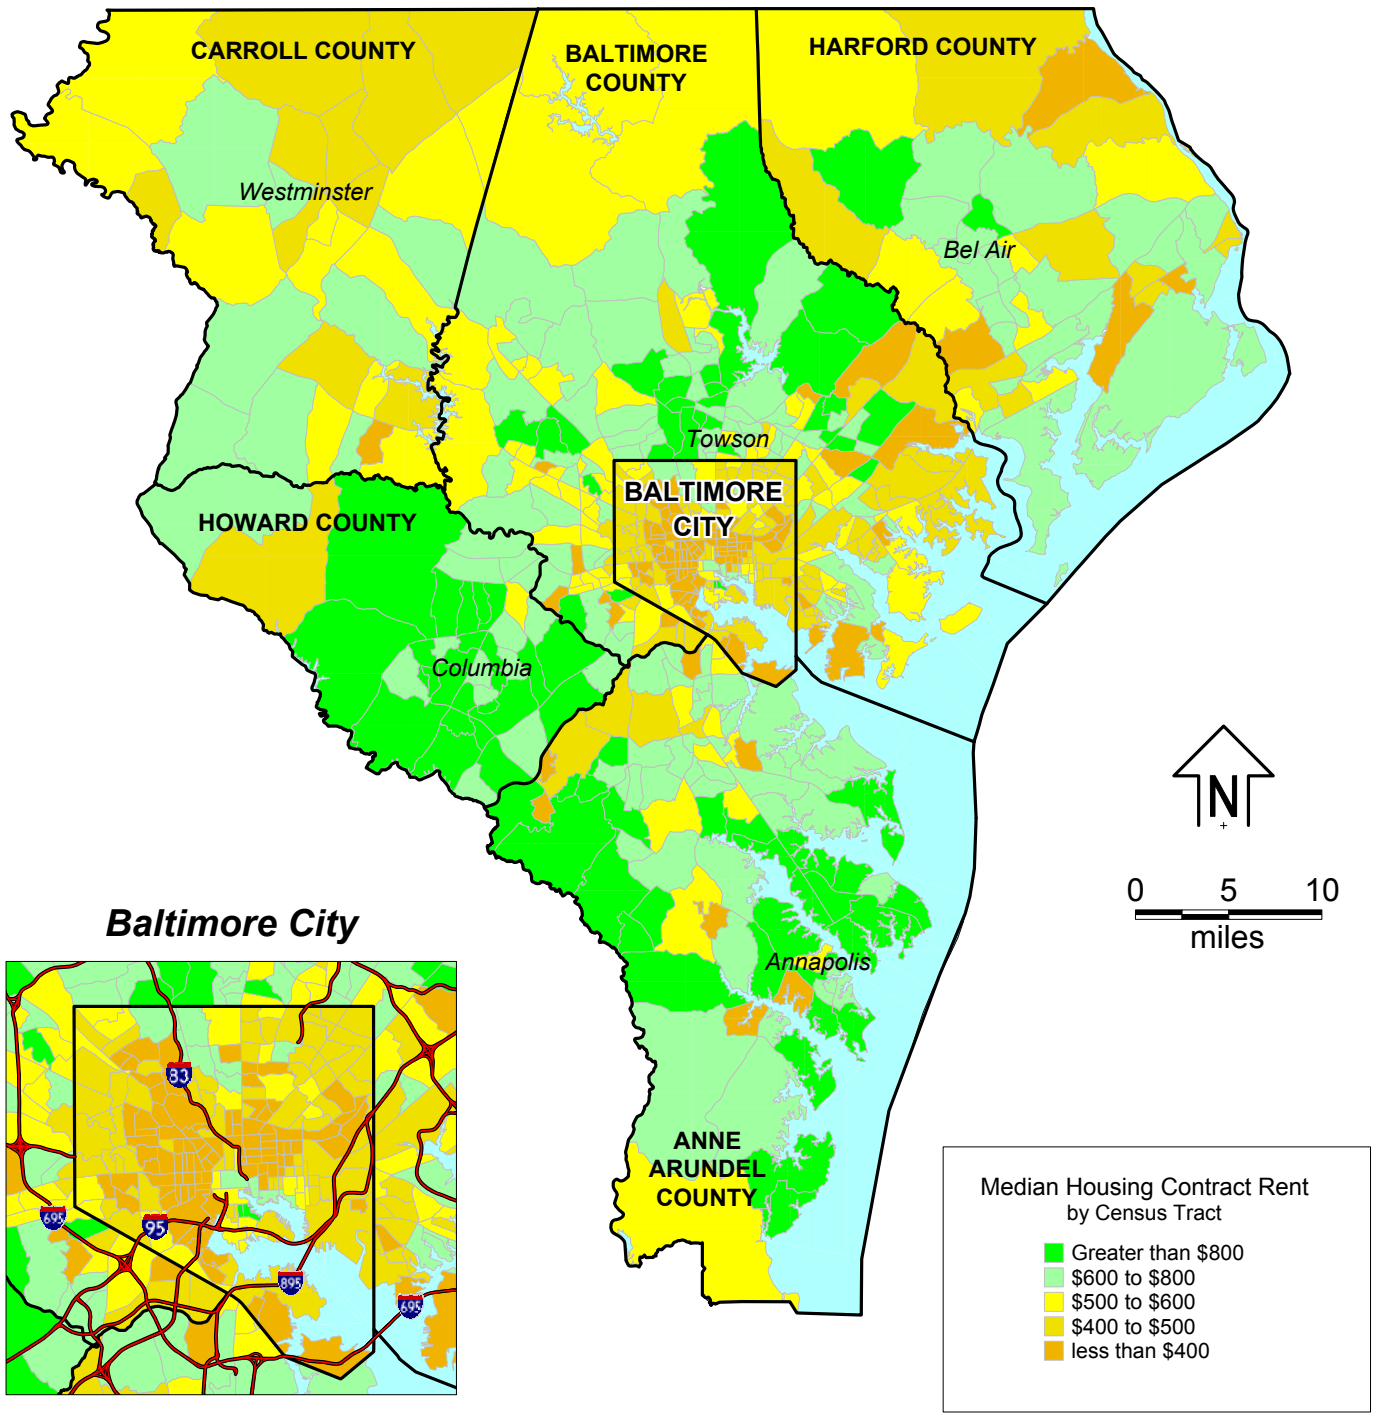 CARROLL COUNTY
BALTIMORE
COUNTY
HARFORD COUNTY
Westminster
Bel Air
Towson
BALTIMORE
CITY
HOWARD COUNTY
Columbia
N
0 5 10
miles
Baltimore City
Annapolis
83
695
95
895
695
ANNE
ARUNDEL
COUNTY
Median Housing Contract Rent
by Census Tract
Greater than $800
$600 to $800
$500 to $600
$400 to $500
less than $400